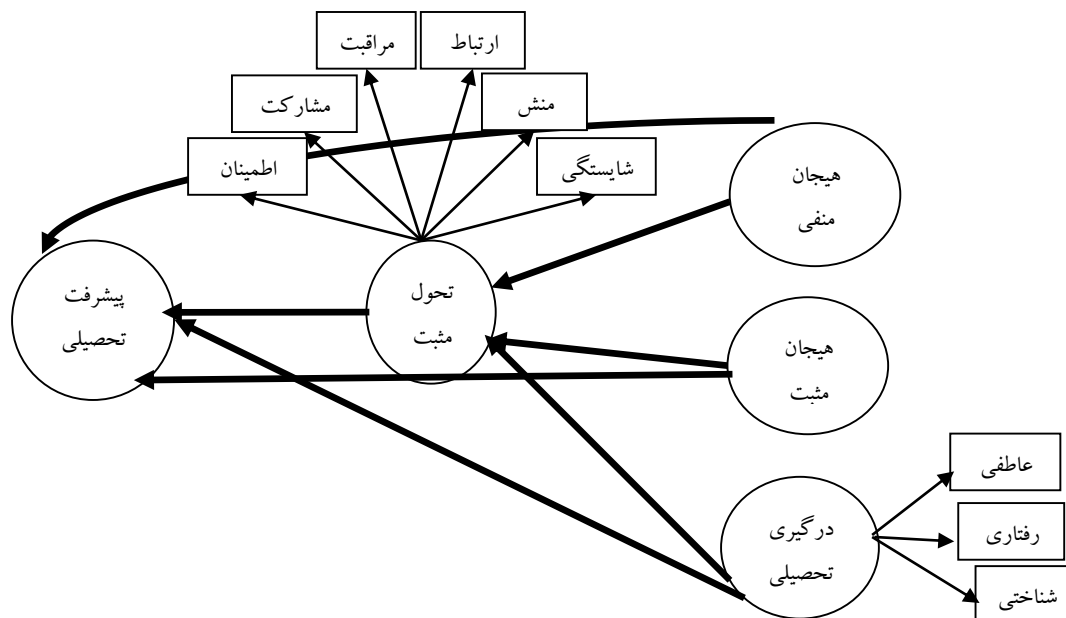 ارتباط
مراقبت
منش
مشارکت
شایستگی
اطمینان
هیجان
منفی
تحول
مثبت
پیشرفت
تحصیلی
هیجان
مثبت
عاطفی
درگیری
تحصیلی
رفتاری
شناختی